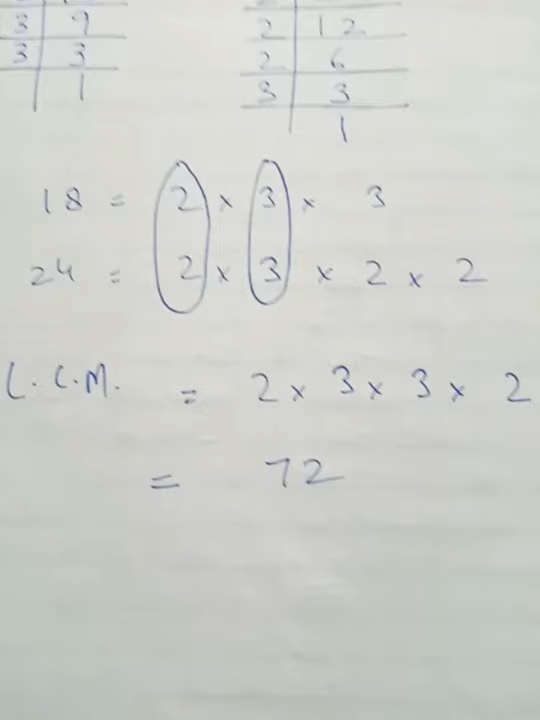 3 9
3 3
1
2 12
2 6
3 3
1
18 = 2 x 3 x 3
24 = 2 x 3 x 2 x 2
L.C.M. = 2 x 3 x 3 x 2
= 72